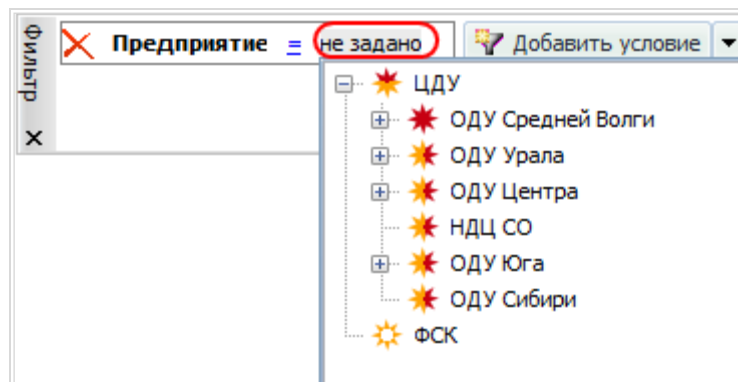 Фильтр
Предприятие = не задано Добавить условие
ЦДУ
ОДУ Средней Волги
ОДУ Урала
ОДУ Центра
НДЦ СО
ОДУ Юга
ОДУ Сибири
ФСК